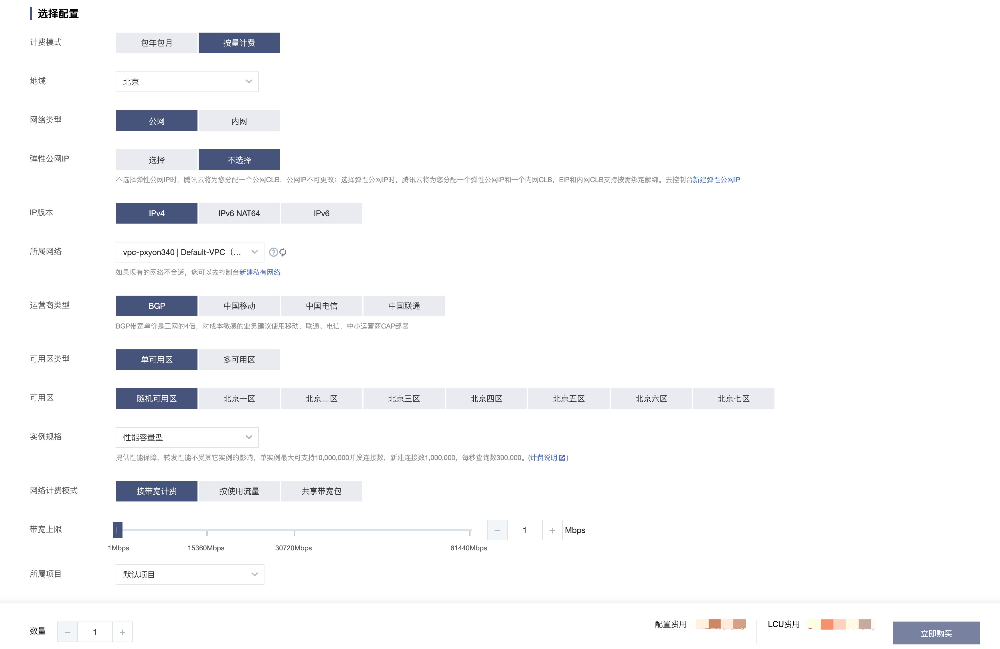 选择配置
计费模式 包年包月 按量计费
地域 北京
网络类型 公网 内网
弹性公网IP 选择 不选择
不选择弹性公网IP时，腾讯云将为您分配一个公网CLB，公网IP不可更改；选择弹性公网IP时，腾讯云将为您分配一个弹性公网IP和一个内网CLB，EIP和内网CLB支持按需绑定解绑。去控制台新建弹性公网IP
IP版本 IPv4 IPv6 NAT64 IPv6
所属网络 vpc-pxyon340 | Default-VPC（...
如果现有的网络不合适，您可以去控制台新建私有网络
运营商类型 BGP 中国移动 中国电信 中国联通
BGP带宽单价是三网的4倍，对成本敏感的业务建议使用移动、联通、电信、中小运营商CAP部署
可用区类型 单可用区 多可用区
可用区 随机可用区 北京一区 北京二区 北京三区 北京四区 北京五区 北京六区 北京七区
实例规格 性能容量型
提供性能保障，转发性能不受其它实例的影响，单实例最大可支持10,000,000并发连接数，新建连接数1,000,000，每秒查询数300,000。(计费说明)
网络计费模式 按带宽计费 按使用流量 共享带宽包
带宽上限 1 Mbps
1Mbps 15360Mbps 30720Mbps 61440Mbps
所属项目 默认项目
数量 1 配置费用 LCU费用 立即购买